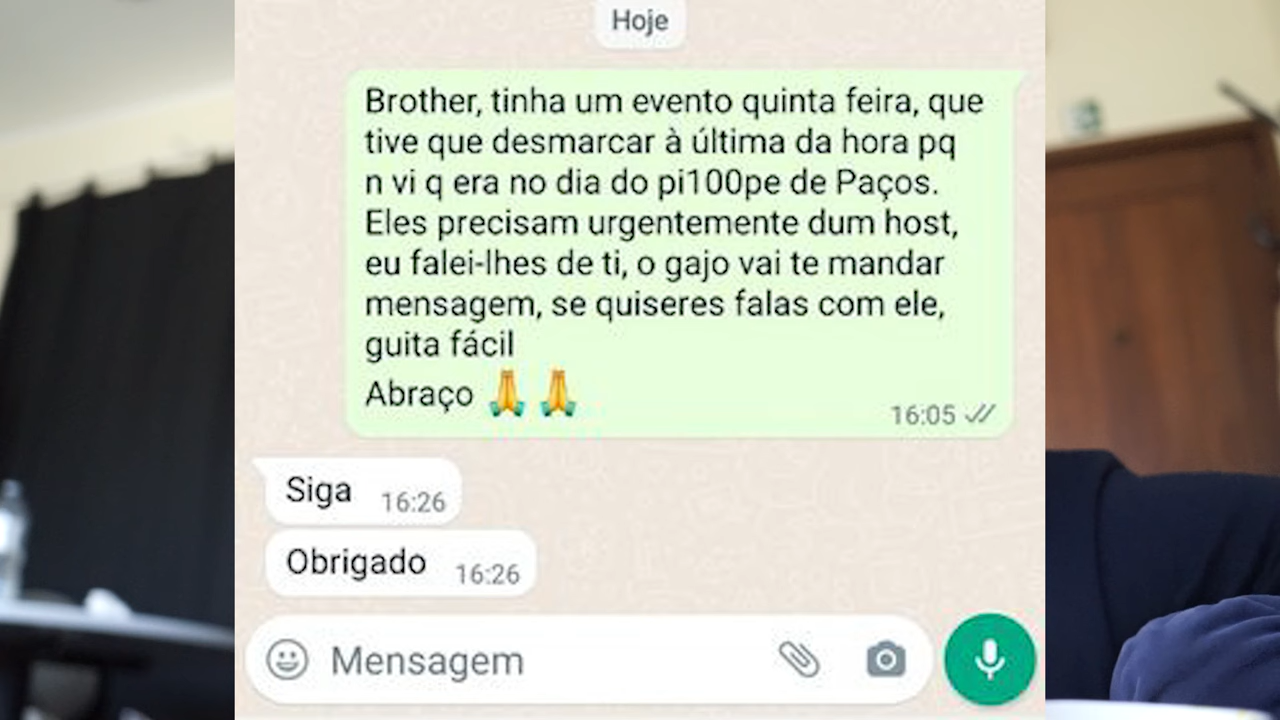 Hoje
Brother, tinha um evento quinta feira, que
tive que desmarcar à última da hora pq
n vi q era no dia do pi100pe de Paços.
Eles precisam urgentemente dum host,
eu falei-lhes de ti, o gajo vai te mandar
mensagem, se quiseres falas com ele,
guita fácil
Abraço 🙏 🙏
16:05
Siga 16:26
Obrigado 16:26
Mensagem